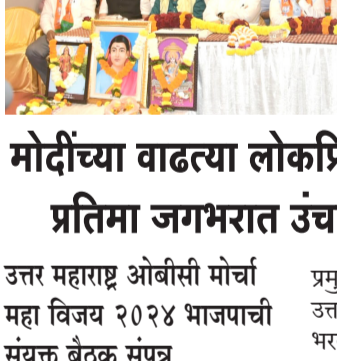 मोदींच्या वाढत्या
प्रतिमा जगभरात
उत्तर महाराष्ट्र ओबीसी मोर्चा
महा विजय २०२४ भाजपाची
संयुक्त बैठक संपन्न